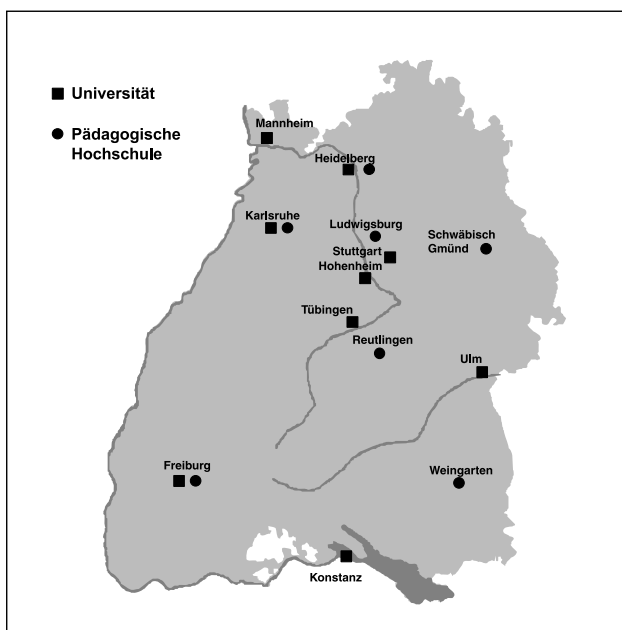 Universität
Pädagogische
Hochschule
Mannheim
Heidelberg
Karlsruhe
Ludwigsburg
Schwäbisch
Gmünd
Stuttgart
Hohenheim
Tübingen
Reutlingen
Ulm
Freiburg
Weingarten
Konstanz